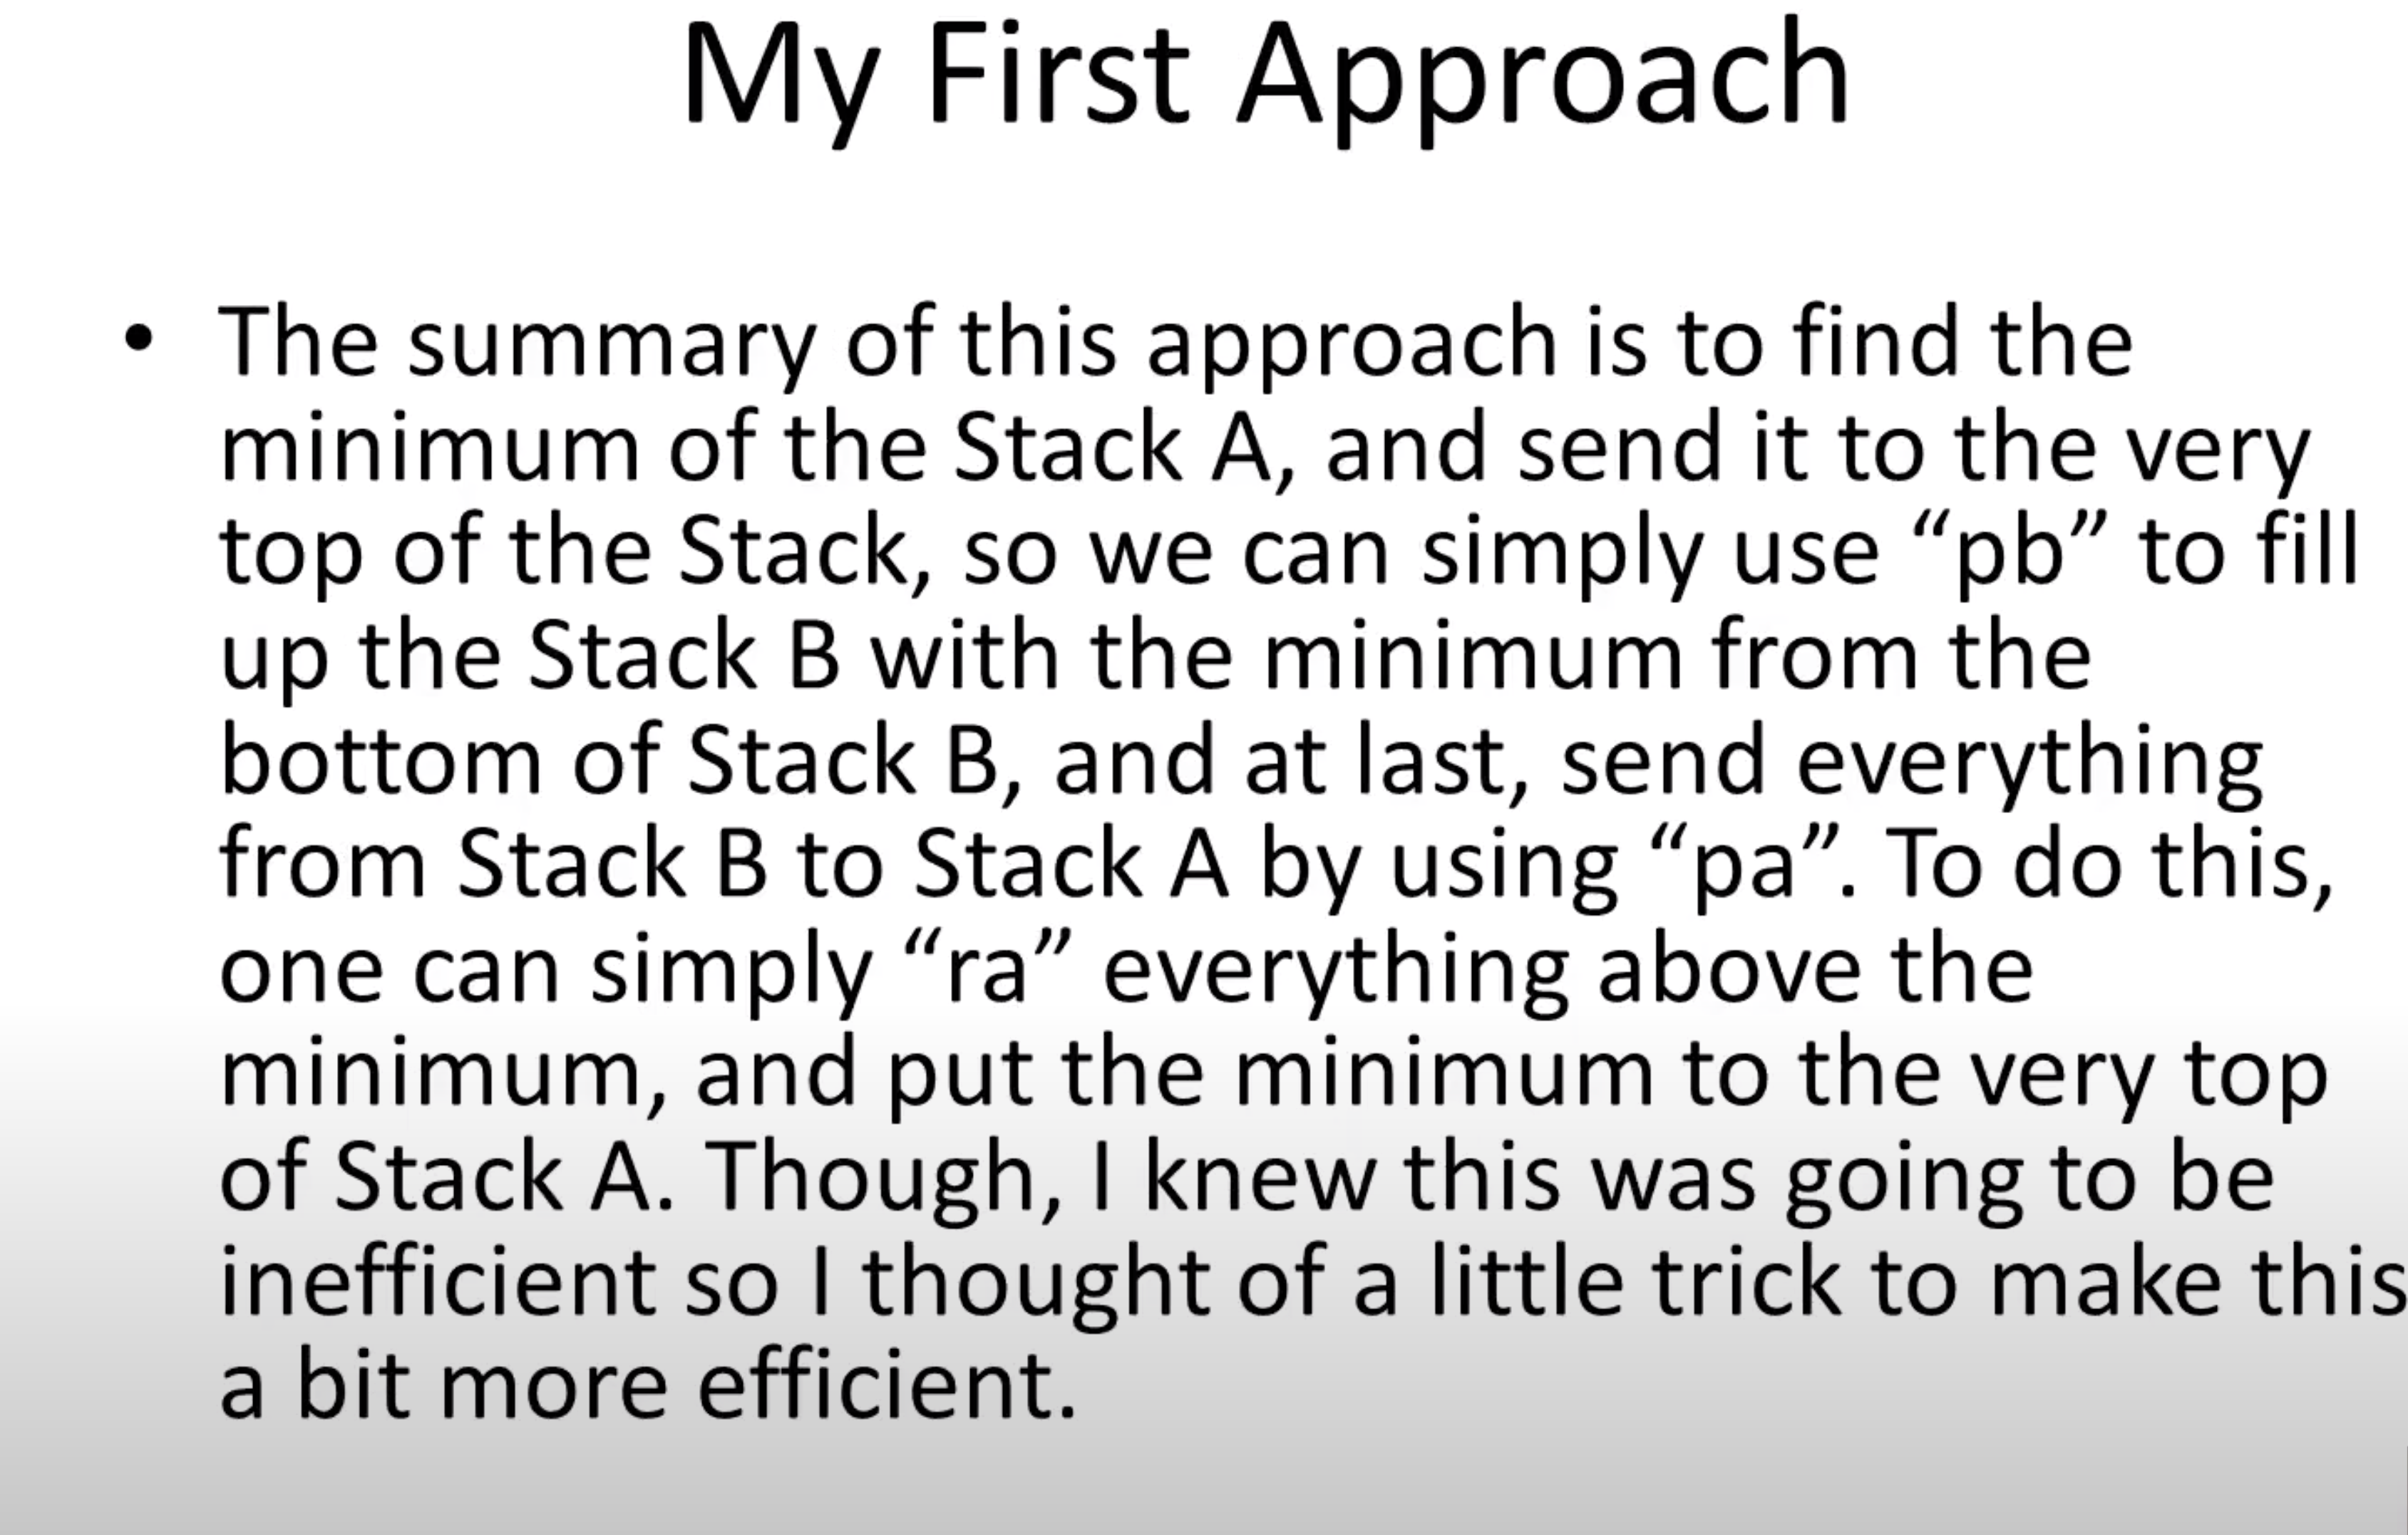 My First Approach
• The summary of this approach is to find the
minimum of the Stack A, and send it to the very
top of the Stack, so we can simply use “pb” to fill
up the Stack B with the minimum from the
bottom of Stack B, and at last, send everything
from Stack B to Stack A by using “pa”. To do this,
one can simply “ra” everything above the
minimum, and put the minimum to the very top
of Stack A. Though, I knew this was going to be
inefficient so I thought of a little trick to make this
a bit more efficient.